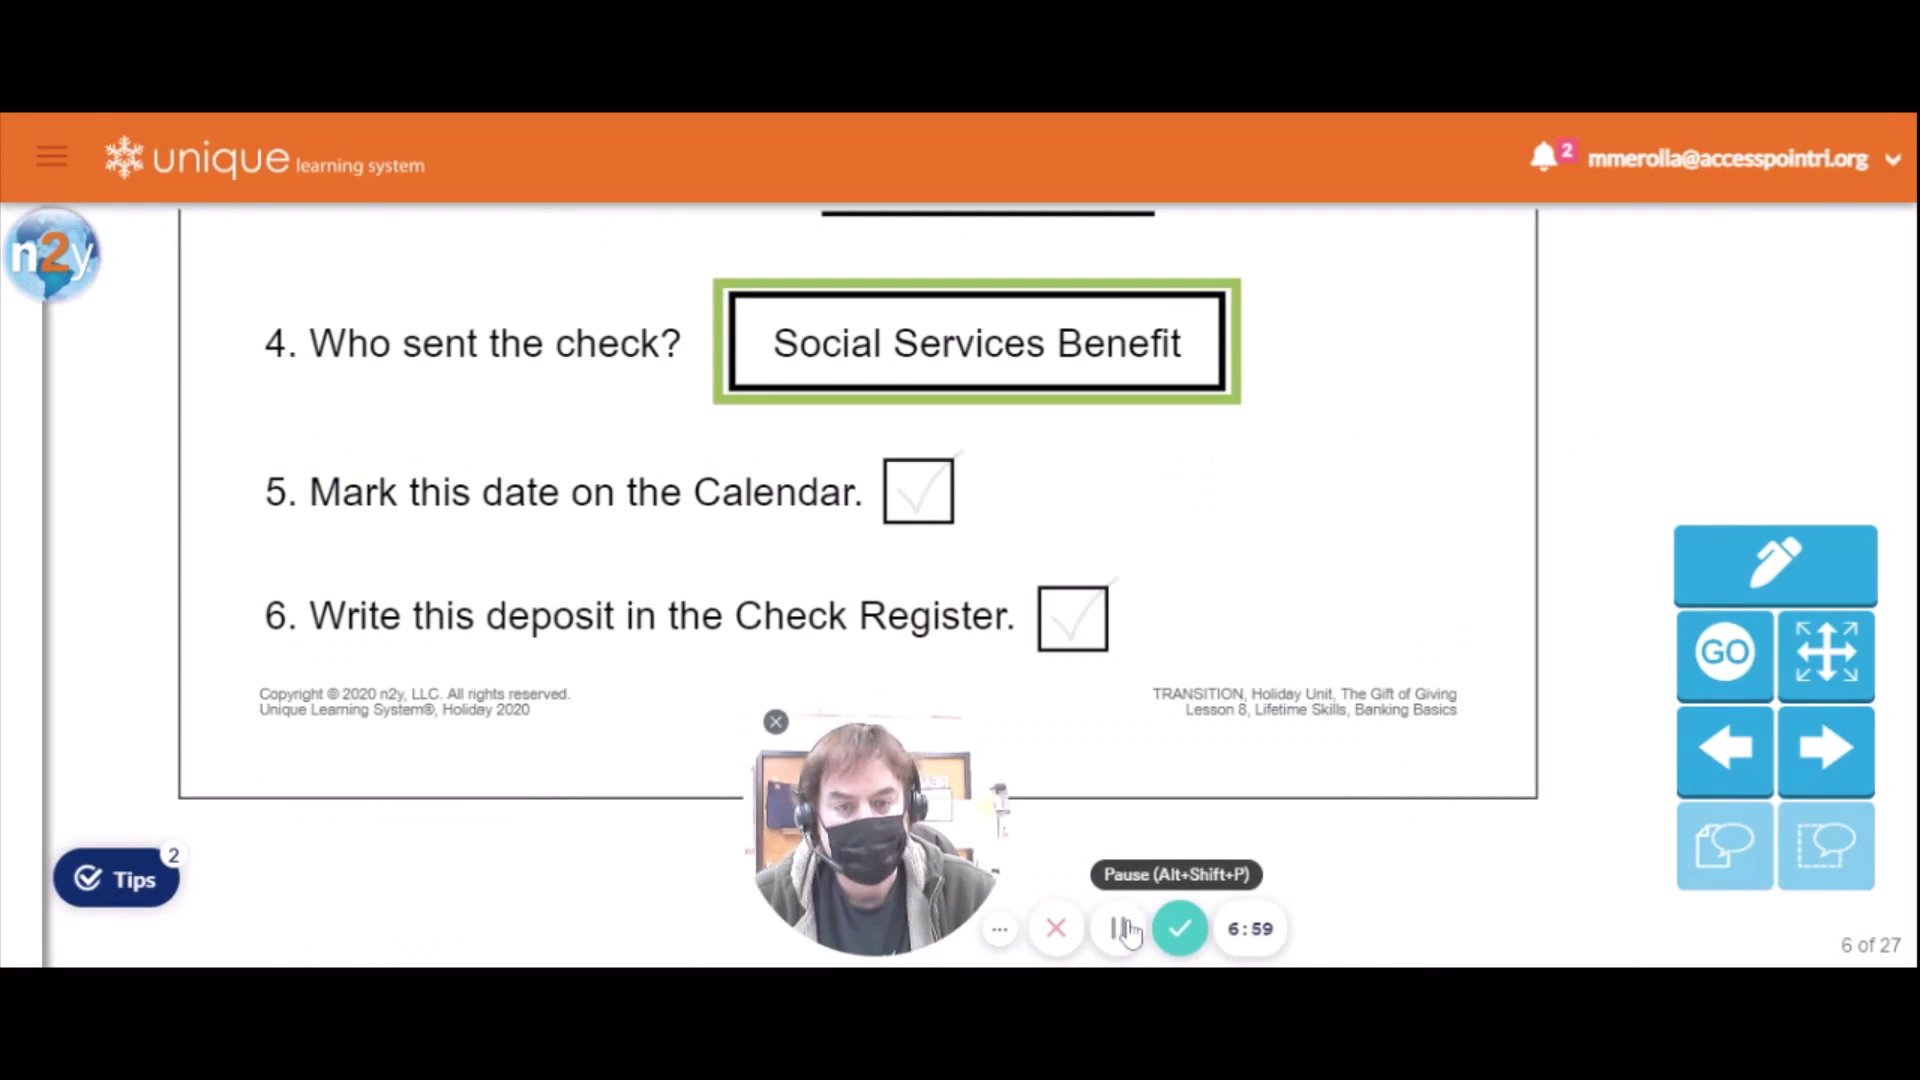 unique learning system
2
mmerolla@accesspointri.org
n2y
4. Who sent the check?
Social Services Benefit
5. Mark this date on the Calendar.
6. Write this deposit in the Check Register.
Copyright © 2020 n2y, LLC. All rights reserved.
Unique Learning System®, Holiday 2020
TRANSITION, Holiday Unit, The Gift of Giving
Lesson 8, Lifetime Skills, Banking Basics
GO
Tips
2
Pause (Alt+Shift+P)
6:59
6 of 27